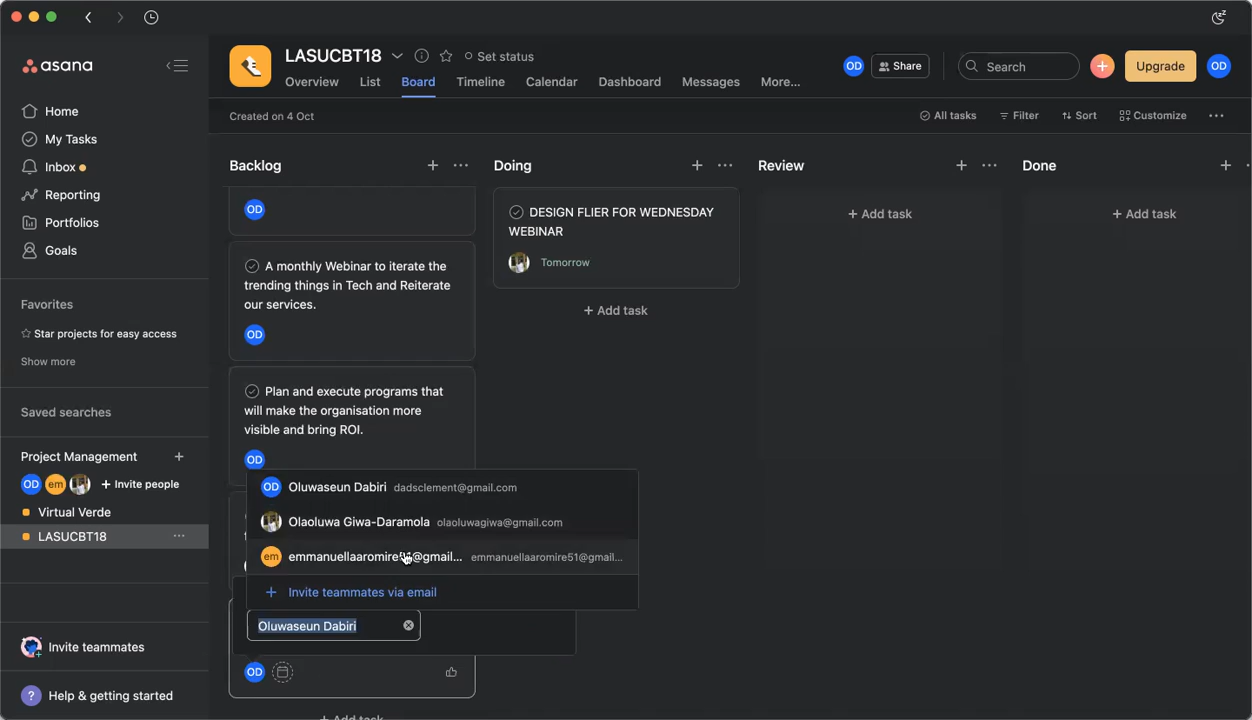 asana
Home
My Tasks
Inbox
Reporting
Portfolios
Goals
Favorites
Star projects for easy access
Show more
Saved searches
Project Management +
OD em + Invite people
Virtual Verde
LASUCBT18 ...
Invite teammates
? Help & getting started
LASUCBT18 Set status
OD Share Search + Upgrade OD
Overview List Board Timeline Calendar Dashboard Messages More...
Created on 4 Oct
All tasks Filter Sort Customize ...
Backlog + ...
OD
A monthly Webinar to iterate the
trending things in Tech and Reiterate
our services.
OD
Plan and execute programs that
will make the organisation more
visible and bring ROI.
OD
OD Oluwaseun Dabiri dadsclement@gmail.com
Olaoluwa Giwa-Daramola olaoluwagiwa@gmail.com
em emmanuellaaromire51@gmail... emmanuellaaromire51@gmail...
+ Invite teammates via email
Oluwaseun Dabiri
OD
+ Add task
Doing + ...
DESIGN FLIER FOR WEDNESDAY
WEBINAR
Tomorrow
+ Add task
Review + ...
+ Add task
Done +
+ Add task